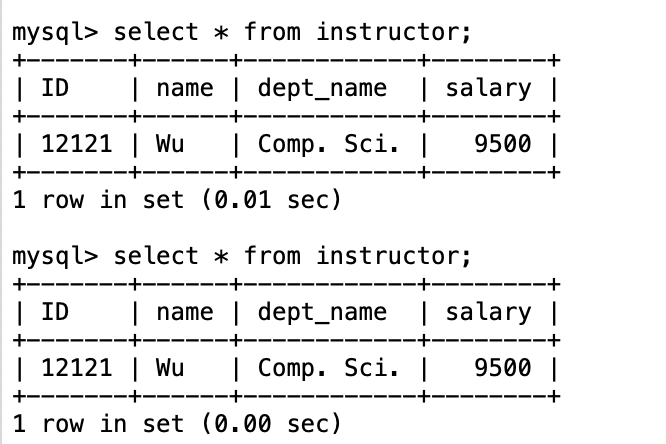 mysql> select * from instructor;
+-------+------+------------+--------+
| ID    | name | dept_name  | salary |
+-------+------+------------+--------+
| 12121 | Wu   | Comp. Sci. |   9500 |
+-------+------+------------+--------+
1 row in set (0.01 sec)

mysql> select * from instructor;
+-------+------+------------+--------+
| ID    | name | dept_name  | salary |
+-------+------+------------+--------+
| 12121 | Wu   | Comp. Sci. |   9500 |
+-------+------+------------+--------+
1 row in set (0.00 sec)